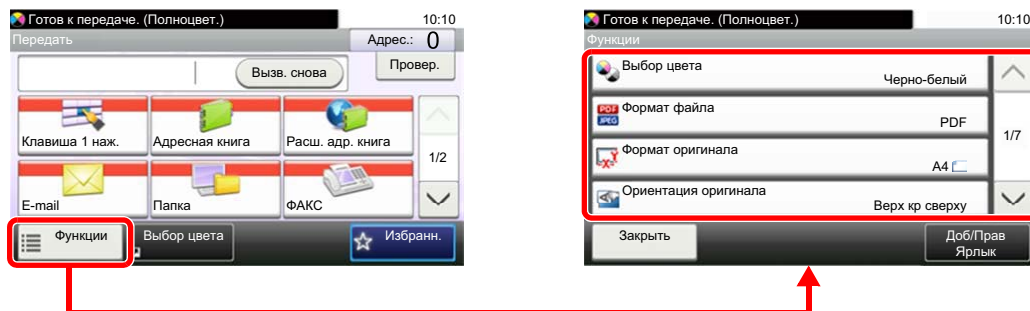 Готов к передаче. (Полноцвет.)
10:10
Передать
Адрес.: 0
Вызв. снова
Провер.
Клавиша 1 наж.
Адресная книга
Расш. адр. книга
1/2
E-mail
Папка
ФАКС
Функции
Выбор цвета
Избранн.
Готов к передаче. (Полноцвет.)
10:10
Функции
Выбор цвета
Черно-белый
PDF
JPEG
Формат файла
PDF
1/7
Формат оригинала
A4
Ориентация оригинала
Верх кр сверху
Закрыть
Доб/Прав
Ярлык